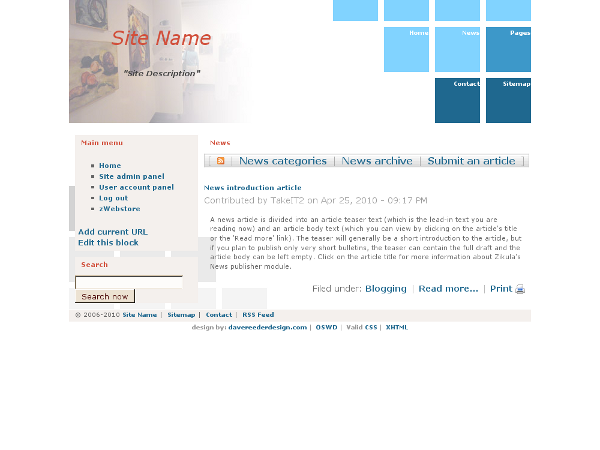 Site Name
"Site Description"
Home
News
Pages
Contact
Sitemap
Main menu
Home
Site admin panel
User account panel
Log out
zWebstore
Add current URL
Edit this block
Search
Search now
News
| News categories | News archive | Submit an article |
News introduction article
Contributed by TakeIT2 on Apr 25, 2010 - 09:17 PM
A news article is divided into an article teaser text (which is the lead-in text you are
reading now) and an article body text (which you can view by clicking on the article's title
or the 'Read more' link). The teaser will generally be a short introduction to the article, but
if you plan to publish only very short bulletins, the teaser can contain the full draft and the
article body can be left empty. Click on the article title for more information about Zikula's
News publisher module.
Filed under: Blogging | Read more... | Print
© 2006-2010 Site Name | Sitemap | Contact | RSS Feed
design by: davereederdesign.com | OSWD | Valid CSS | XHTML